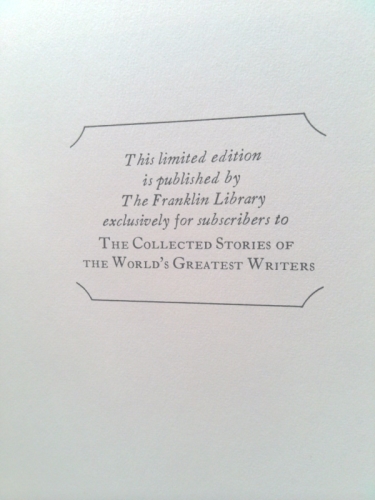 This limited edition
is published by
The Franklin Library
exclusively for subscribers to
The Collected Stories of
the World's Greatest Writers